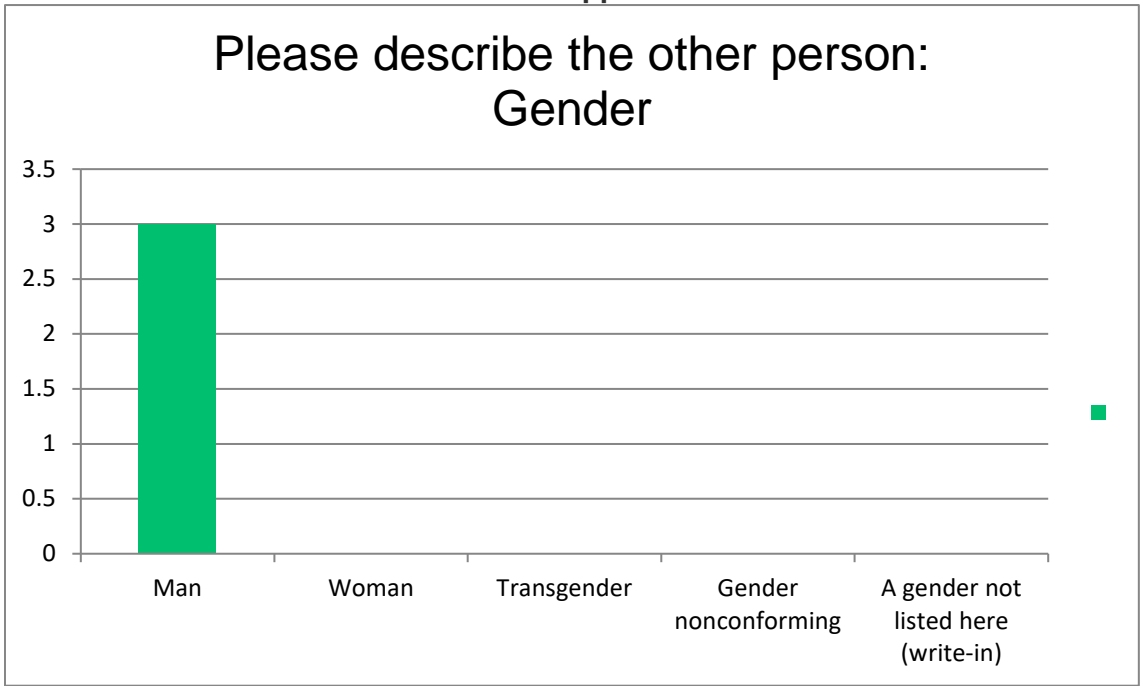 Please describe the other person:
Gender
3.5
3
2.5
2
1.5
1
0.5
0
Man
Woman
Transgender
Gender
nonconforming
A gender not
listed here
(write-in)